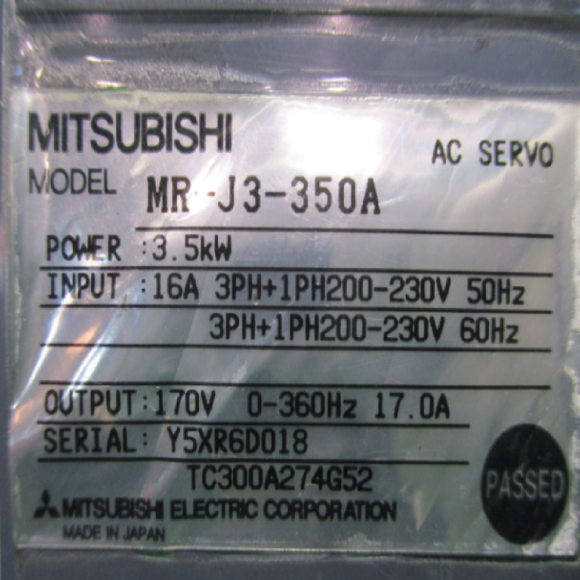 MITSUBISHI
AC SERVO
MODEL MR-J3-350A
POWER :3.5kW
INPUT :16A 3PH+1PH200-230V 50Hz
3PH+1PH200-230V 60Hz
OUTPUT:170V 0-360Hz 17.0A
SERIAL: Y5XR6D018
TC300A274G52
PASSED
MITSUBISHI ELECTRIC CORPORATION
MADE IN JAPAN